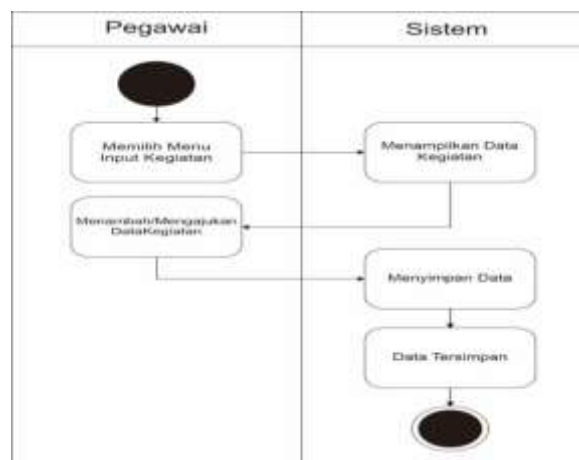 Pegawai
Sistem
Memilih Menu
Input Kegiatan
Menampilkan Data
Kegiatan
Menambah/Mengajukan
DataKegiatan
Menyimpan Data
Data Tersimpan